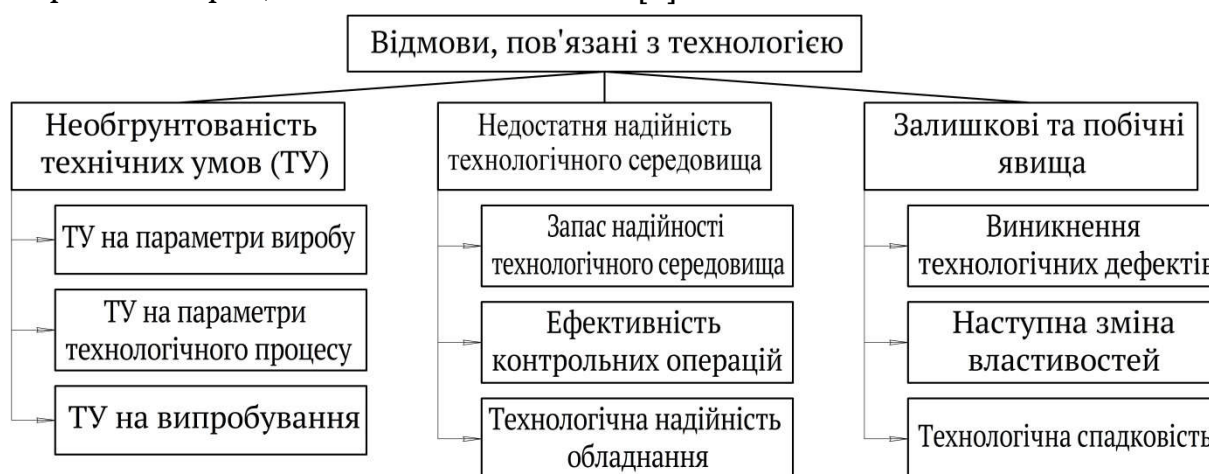 Відмови, пов'язані з технологією
Необгрунтованість
технічних умов (ТУ)
ТУ на параметри виробу
ТУ на параметри
технологічного процесу
ТУ на випробування
Недостатня надійність
технологічного середовища
Запас надійності
технологічного середовища
Ефективність
контрольних операцій
Технологічна надійність
обладнання
Залишкові та побічні
явища
Виникнення
технологічних дефектів
Наступна зміна
властивостей
Технологічна спадковість